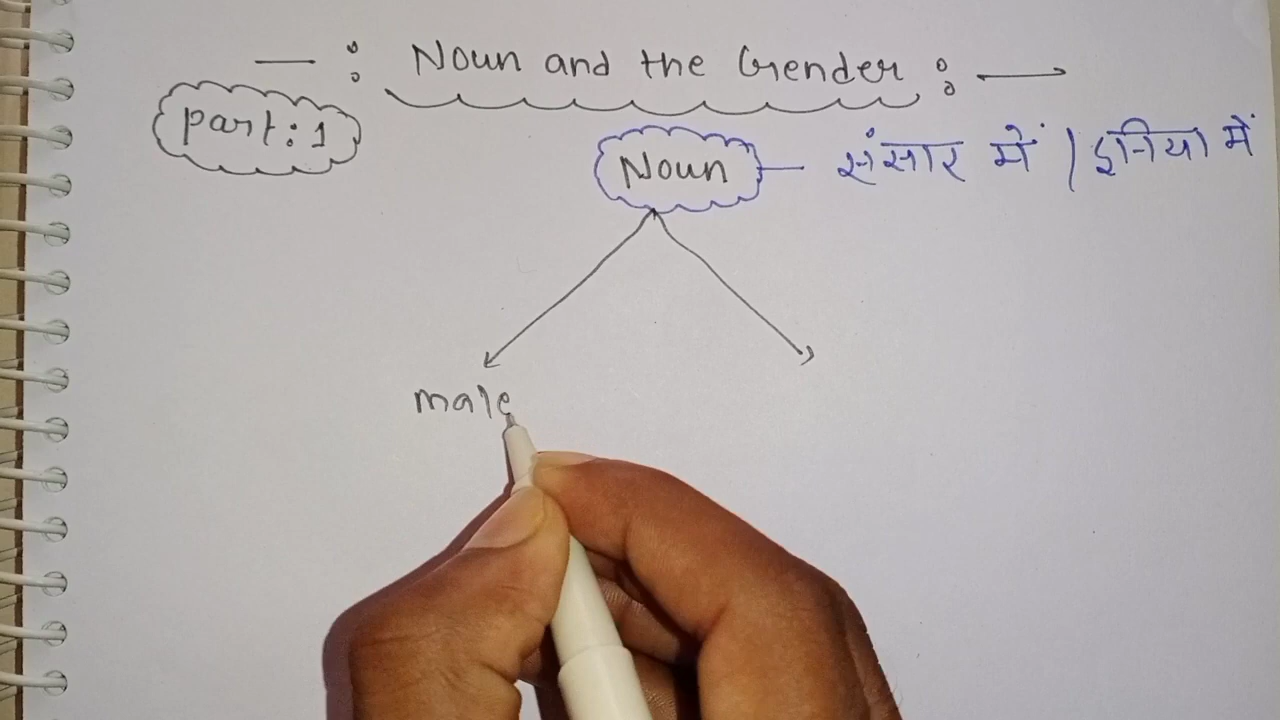 —: Noun and the Gender :→
Part:1
Noun — संसार में / दुनिया में
male